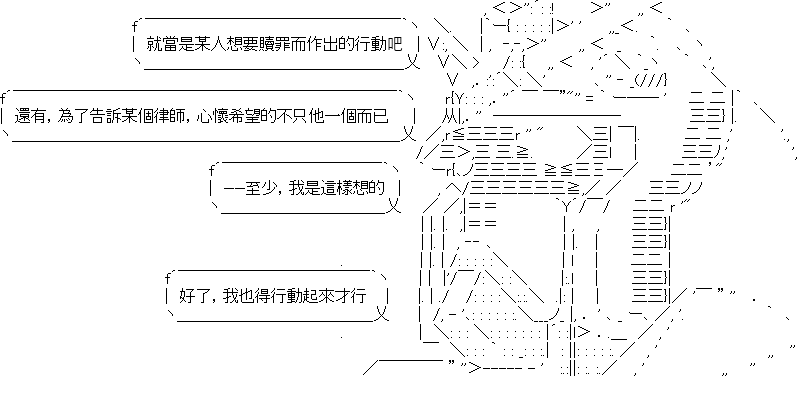 就當是某人想要贖罪而作出的行動吧
還有，為了告訴某個律師，心懷希望的不只他一個而已
——至少，我是這樣想的
好了，我也得行動起來才行